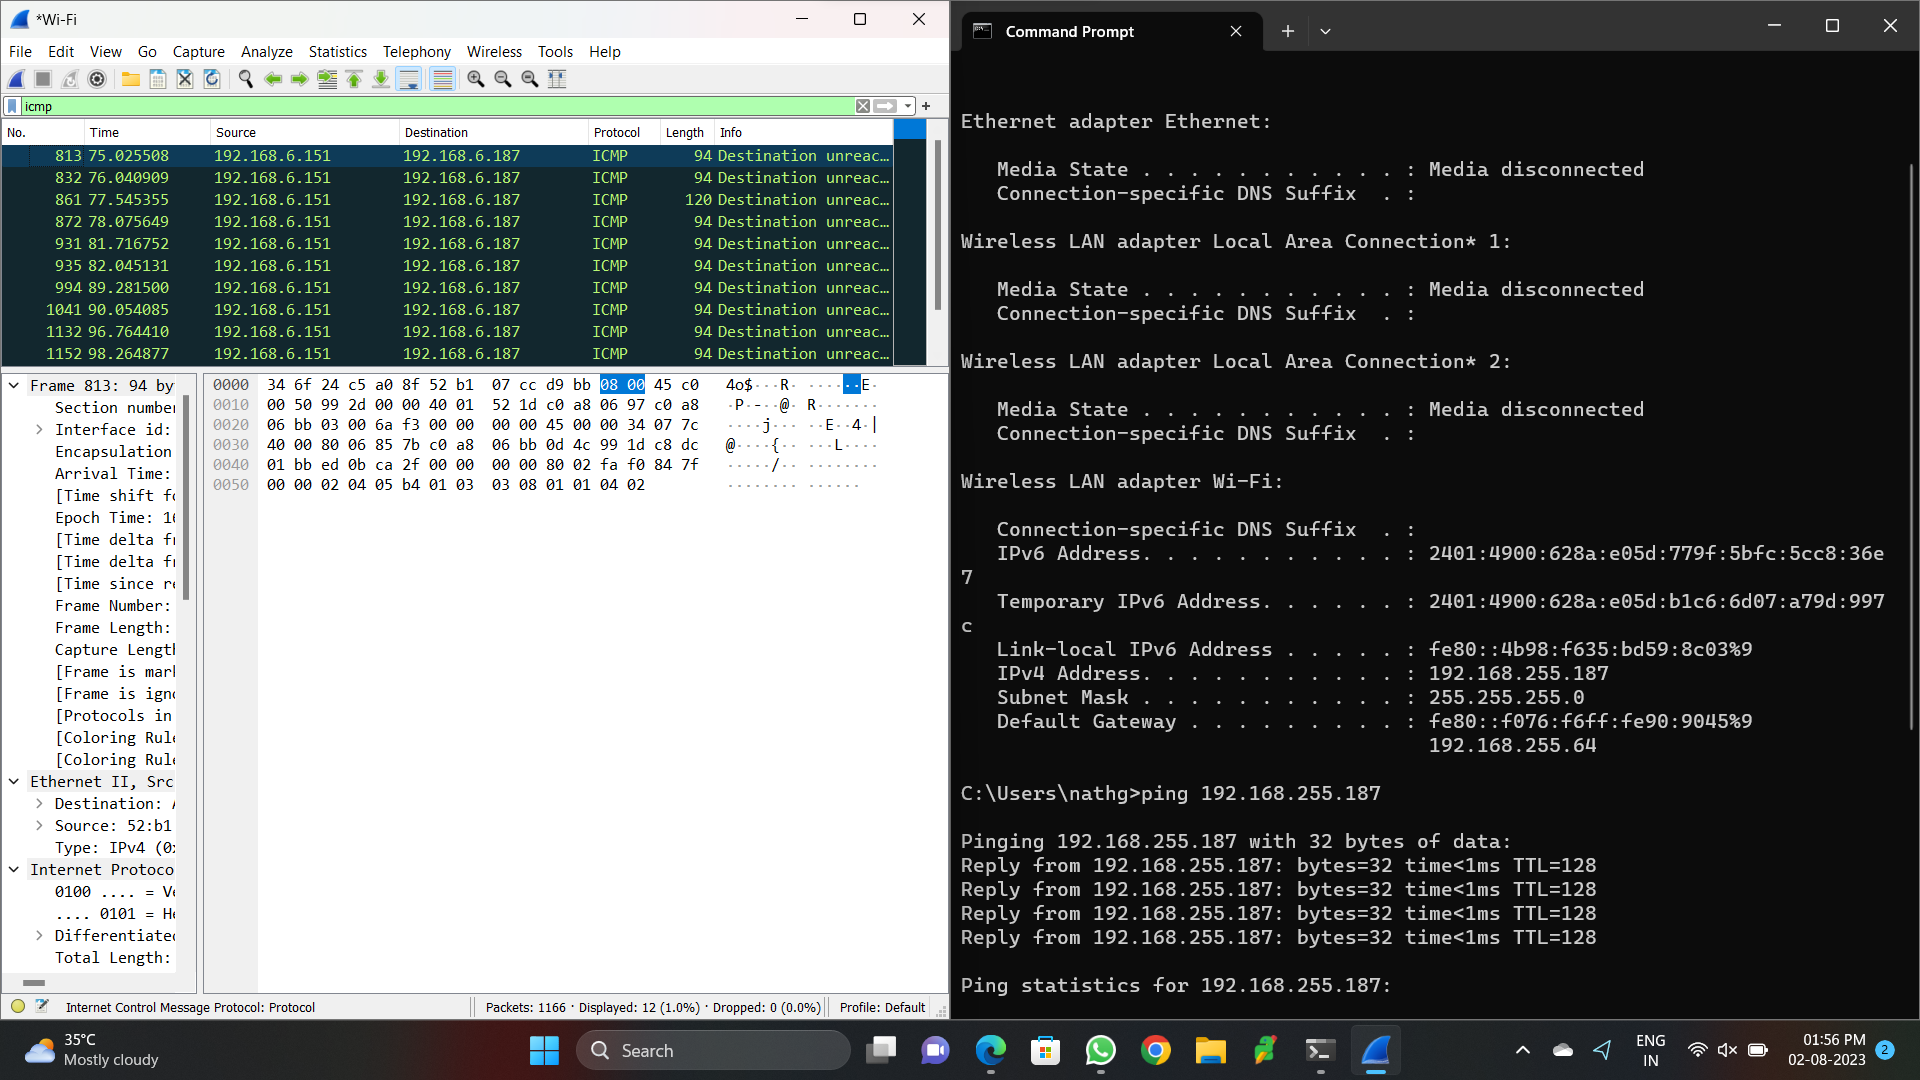 *Wi-Fi
File Edit View Go Capture Analyze Statistics Telephony Wireless Tools Help
icmp
No. Time Source Destination Protocol Length Info
813 75.025508 192.168.6.151 192.168.6.187 ICMP 94 Destination unreac…
832 76.040909 192.168.6.151 192.168.6.187 ICMP 94 Destination unreac…
861 77.545355 192.168.6.151 192.168.6.187 ICMP 120 Destination unreac…
872 78.075649 192.168.6.151 192.168.6.187 ICMP 94 Destination unreac…
931 81.716752 192.168.6.151 192.168.6.187 ICMP 94 Destination unreac…
935 82.045131 192.168.6.151 192.168.6.187 ICMP 94 Destination unreac…
994 89.281500 192.168.6.151 192.168.6.187 ICMP 94 Destination unreac…
1041 90.054085 192.168.6.151 192.168.6.187 ICMP 94 Destination unreac…
1132 96.764410 192.168.6.151 192.168.6.187 ICMP 94 Destination unreac…
1152 98.264877 192.168.6.151 192.168.6.187 ICMP 94 Destination unreac…
Frame 813: 94 by
Section number
Interface id:
Encapsulation
Arrival Time:
[Time shift fo
Epoch Time: 16
[Time delta fr
[Time delta fr
[Time since re
Frame Number:
Frame Length:
Capture Length
[Frame is mark
[Frame is igno
[Protocols in
[Coloring Rule
[Coloring Rule
Ethernet II, Src
Destination: A
Source: 52:b1
Type: IPv4 (0x
Internet Protoco
0100 .... = Ve
.... 0101 = He
Differentiated
Total Length:
0000 34 6f 24 c5 a0 8f 52 b1 07 cc d9 bb 08 00 45 c0 4o$···R· ······E·
0010 00 50 99 2d 00 00 40 01 52 1d c0 a8 06 97 c0 a8 ·P·-··@· R·······
0020 06 bb 03 00 6a f3 00 00 00 00 45 00 00 34 07 7c ····j··· ··E··4·|
0030 40 00 80 06 85 7b c0 a8 06 bb 0d 4c 99 1d c8 dc @····{·· ···L····
0040 01 bb ed 0b ca 2f 00 00 00 00 80 02 fa f0 84 7f ·····/·· ········
0050 00 00 02 04 05 b4 01 03 03 08 01 01 04 02 ········ ······
Internet Control Message Protocol: Protocol
Packets: 1166 · Displayed: 12 (1.0%) · Dropped: 0 (0.0%)
Profile: Default
Command Prompt
Ethernet adapter Ethernet:
Media State . . . . . . . . . . . : Media disconnected
Connection-specific DNS Suffix . :
Wireless LAN adapter Local Area Connection* 1:
Media State . . . . . . . . . . . : Media disconnected
Connection-specific DNS Suffix . :
Wireless LAN adapter Local Area Connection* 2:
Media State . . . . . . . . . . . : Media disconnected
Connection-specific DNS Suffix . :
Wireless LAN adapter Wi-Fi:
Connection-specific DNS Suffix . :
IPv6 Address. . . . . . . . . . . : 2401:4900:628a:e05d:779f:5bfc:5cc8:36e
7
Temporary IPv6 Address. . . . . . : 2401:4900:628a:e05d:b1c6:6d07:a79d:997
c
Link-local IPv6 Address . . . . . : fe80::4b98:f635:bd59:8c03%9
IPv4 Address. . . . . . . . . . . : 192.168.255.187
Subnet Mask . . . . . . . . . . . : 255.255.255.0
Default Gateway . . . . . . . . . : fe80::f076:f6ff:fe90:9045%9
192.168.255.64
C:\Users\nathg>ping 192.168.255.187
Pinging 192.168.255.187 with 32 bytes of data:
Reply from 192.168.255.187: bytes=32 time<1ms TTL=128
Reply from 192.168.255.187: bytes=32 time<1ms TTL=128
Reply from 192.168.255.187: bytes=32 time<1ms TTL=128
Reply from 192.168.255.187: bytes=32 time<1ms TTL=128
Ping statistics for 192.168.255.187:
35°C
Mostly cloudy
Search
ENG
IN
01:56 PM
02-08-2023
2